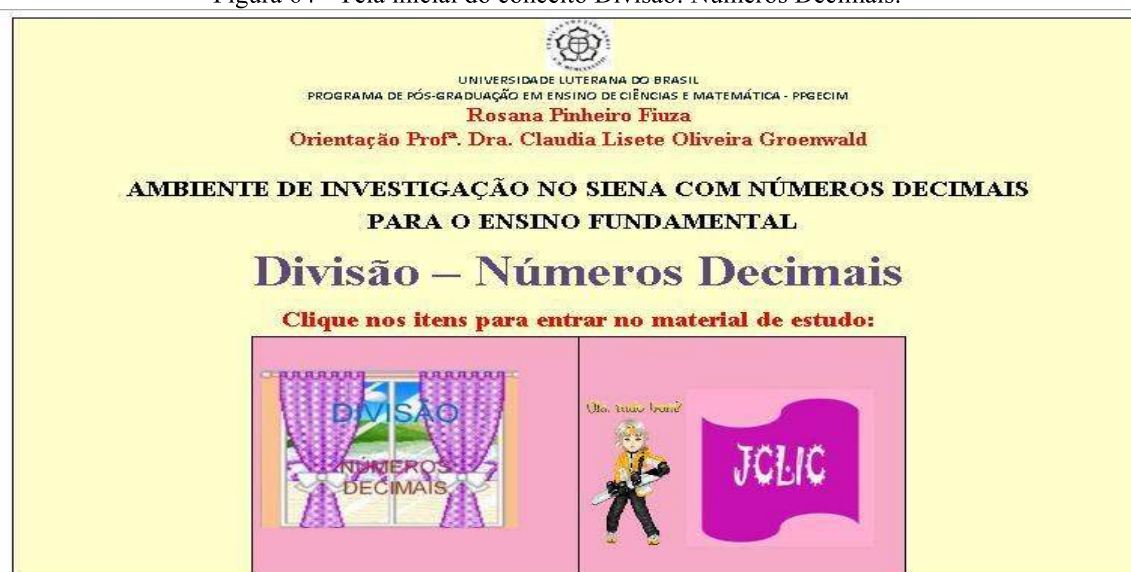 UNIVERSIDADE LUTERANA DO BRASIL
PROGRAMA DE PÓS-GRADUAÇÃO EM ENSINO DE CIÊNCIAS E MATEMÁTICA - PPGECIM
Rosana Pinheiro Fiuza
Orientação Profª. Dra. Claudia Lisete Oliveira Groenwald
AMBIENTE DE INVESTIGAÇÃO NO SIENA COM NÚMEROS DECIMAIS
PARA O ENSINO FUNDAMENTAL
Divisão – Números Decimais
Clique nos itens para entrar no material de estudo:
DIVISÃO
NÚMEROS
DECIMAIS
Ola, tudo bem?
JCLIC